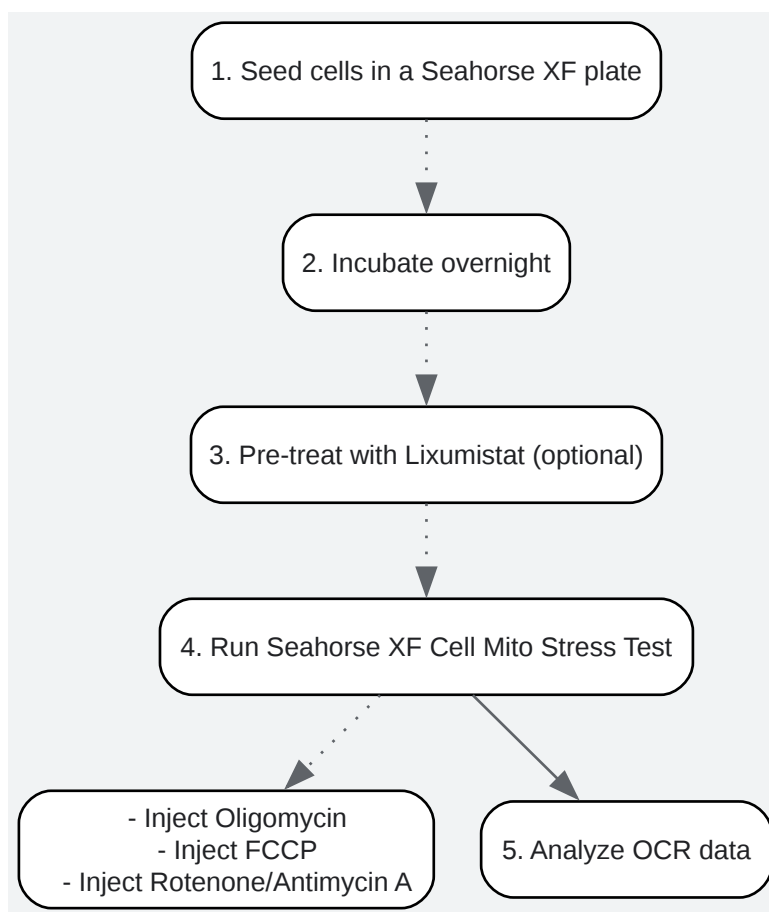 1. Seed cells in a Seahorse XF plate
2. Incubate overnight
3. Pre-treat with Lixumistat (optional)
4. Run Seahorse XF Cell Mito Stress Test
- Inject Oligomycin
- Inject FCCP
- Inject Rotenone/Antimycin A
5. Analyze OCR data